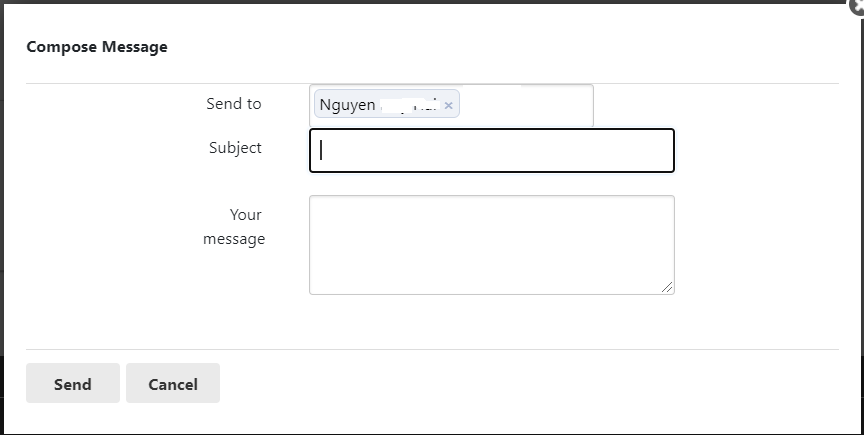 Compose Message
Send to
Nguyen ×
Subject
Your
message
Send
Cancel